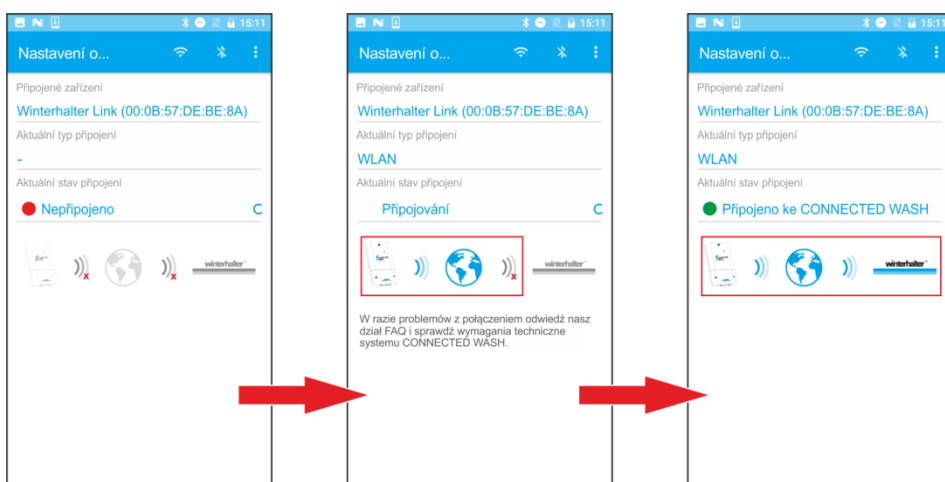 15:11
Nastavení o...
Připojené zařízení
Winterhalter Link (00:0B:57:DE:BE:8A)
Aktuální typ připojení
-
Aktuální stav připojení
Nepřipojeno
winterhalter
15:11
Nastavení o...
Připojené zařízení
Winterhalter Link (00:0B:57:DE:BE:8A)
Aktuální typ připojení
WLAN
Aktuální stav připojení
Připojování
winterhalter
W razie problemów z połączeniem odwiedź nasz
dział FAQ i sprawdź wymagania techniczne
systemu CONNECTED WASH.
15:11
Nastavení o...
Připojené zařízení
Winterhalter Link (00:0B:57:DE:BE:8A)
Aktuální typ připojení
WLAN
Aktuální stav připojení
Připojeno ke CONNECTED WASH
winterhalter